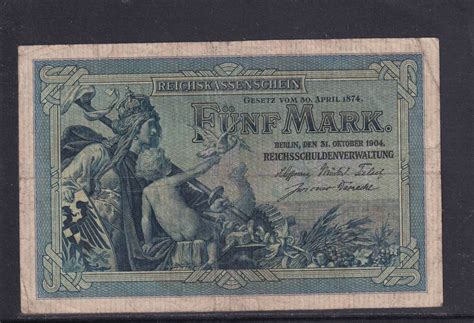 REICHSKASSENSCHEIN
GESETZ VOM 30. APRIL 1874.
FÜNF MARK.
BERLIN, DEN 31. OKTOBER 1904.
REICHSSCHULDENVERWALTUNG